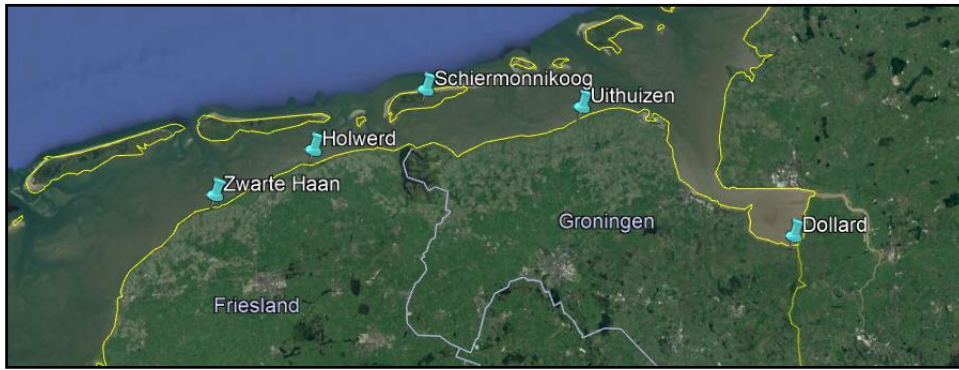 Schiermonnikoog
Uithuizen
Holwerd
Zwarte Haan
Groningen
Dollard
Friesland